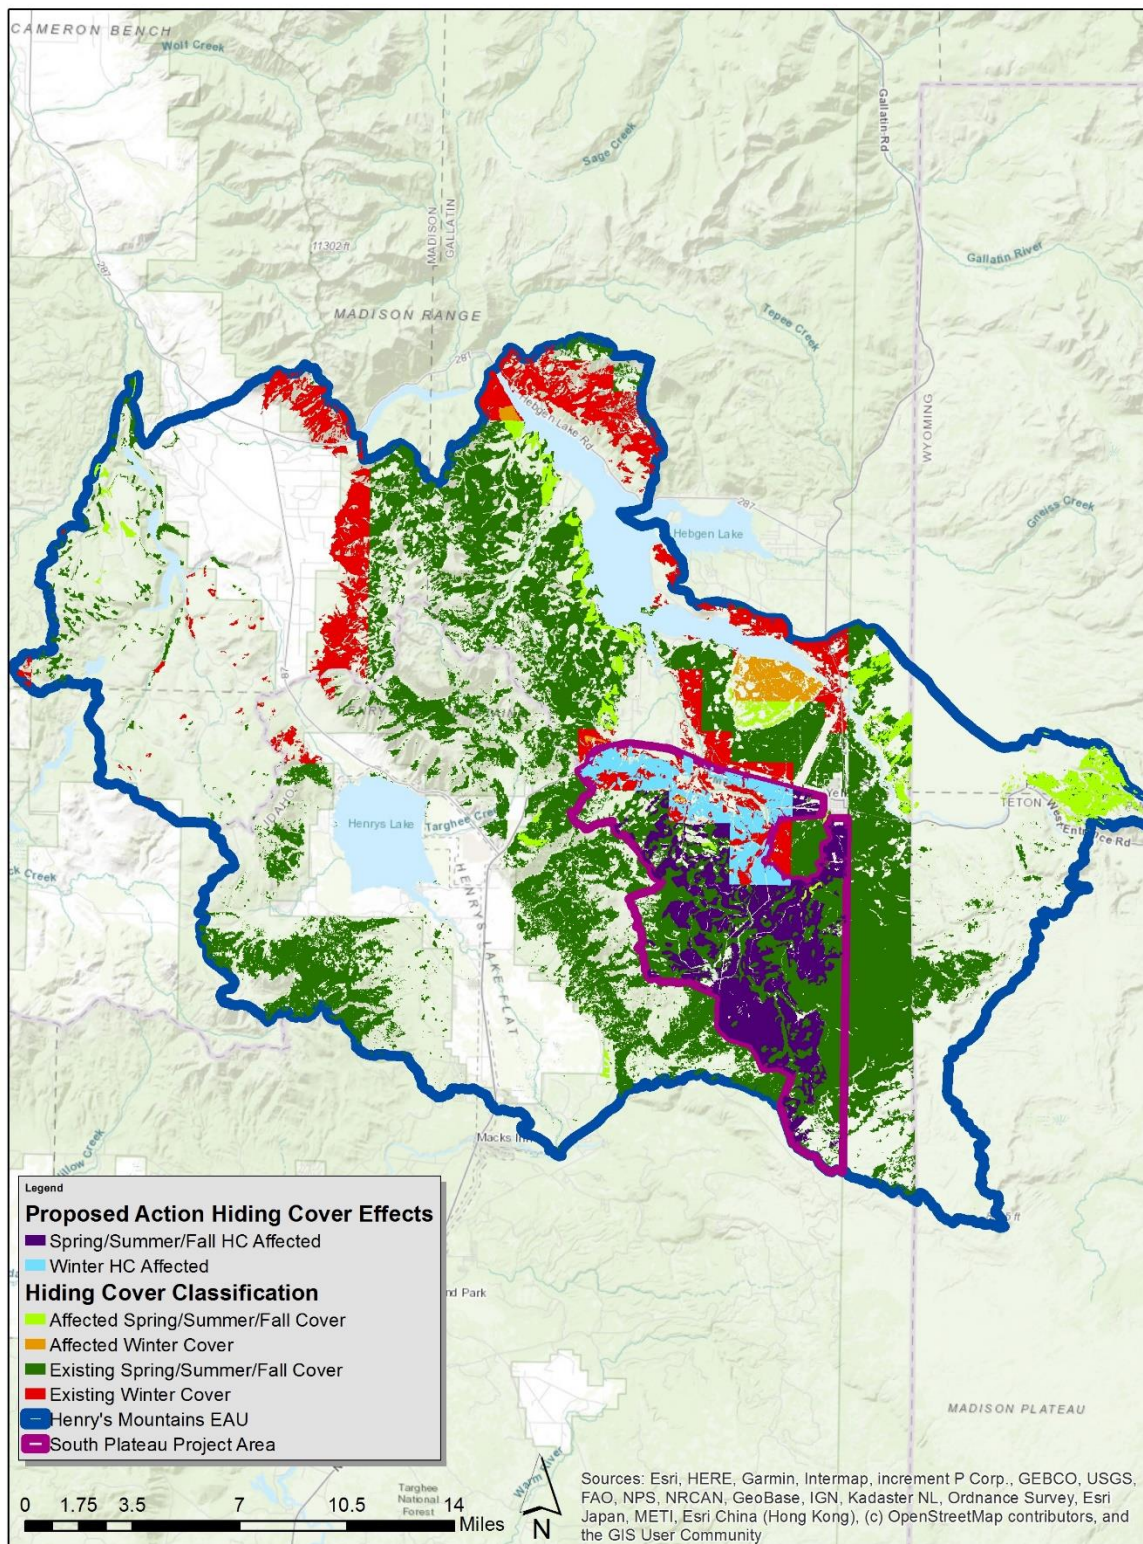 CAMERON BENCH
Wolf Creek
Gallatin Rd
Sage Creek
MADISON
GALLATIN
11302 ft
Gallatin River
MADISON RANGE
Tepee Creek
287
287
Hebgen Lake Rd
WYOMING
287
Gneiss Creek
Hebgen Lake
87
IDAHO
TETON
West Entrance Rd
Henrys Lake
Targhee Creek
HENRYS LAKE FLAT
Macks Inn
Legend
Proposed Action Hiding Cover Effects
Spring/Summer/Fall HC Affected
Winter HC Affected
Hiding Cover Classification
Affected Spring/Summer/Fall Cover
Affected Winter Cover
Existing Spring/Summer/Fall Cover
Existing Winter Cover
Henry's Mountains EAU
South Plateau Project Area
nd Park
MADISON PLATEAU
Warm River
Targhee
National
Forest
0 1.75 3.5 7 10.5 14
Miles
N
Sources: Esri, HERE, Garmin, Intermap, increment P Corp., GEBCO, USGS,
FAO, NPS, NRCAN, GeoBase, IGN, Kadaster NL, Ordnance Survey, Esri
Japan, METI, Esri China (Hong Kong), (c) OpenStreetMap contributors, and
the GIS User Community